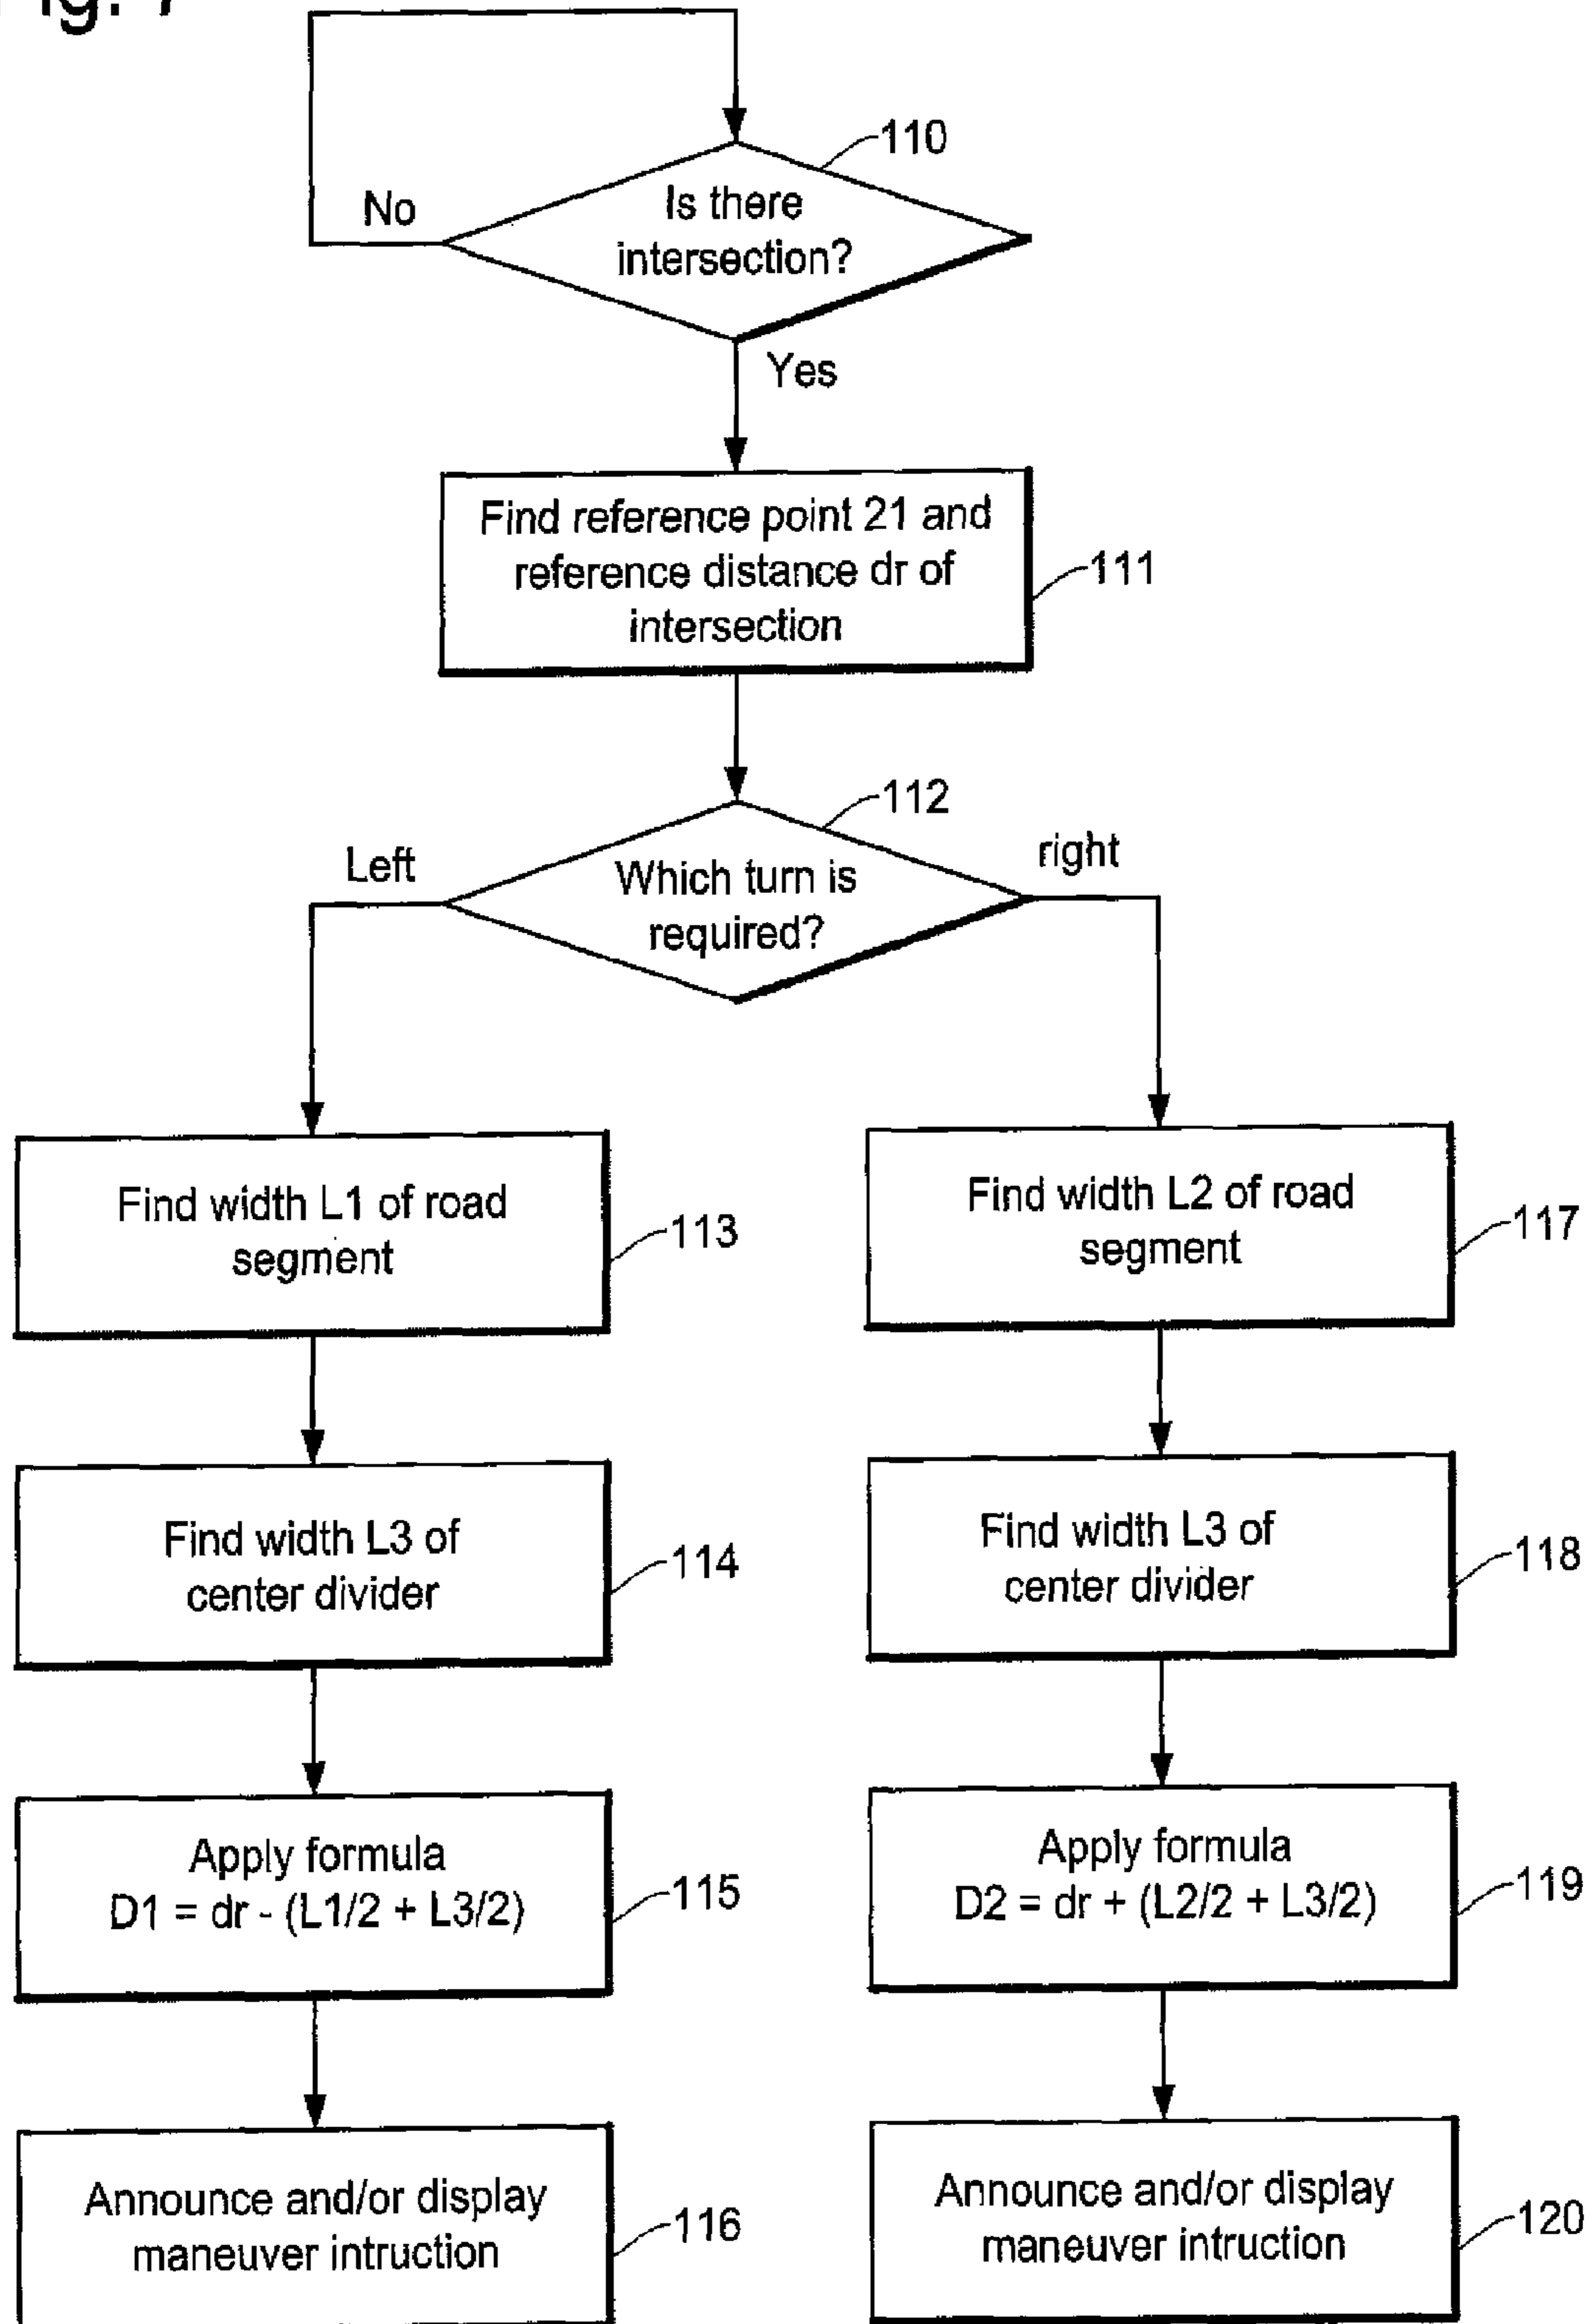 110
Is there
intersection?
No
Yes
Find reference point 21 and
reference distance dr of
intersection
111
112
Which turn is
required?
Left
right
Find width L1 of road
segment
113
Find width L3 of
center divider
114
Apply formula
D1 = dr - (L1/2 + L3/2)
115
Announce and/or display
maneuver intruction
116
Find width L2 of road
segment
117
Find width L3 of
center divider
118
Apply formula
D2 = dr + (L2/2 + L3/2)
119
Announce and/or display
maneuver intruction
120